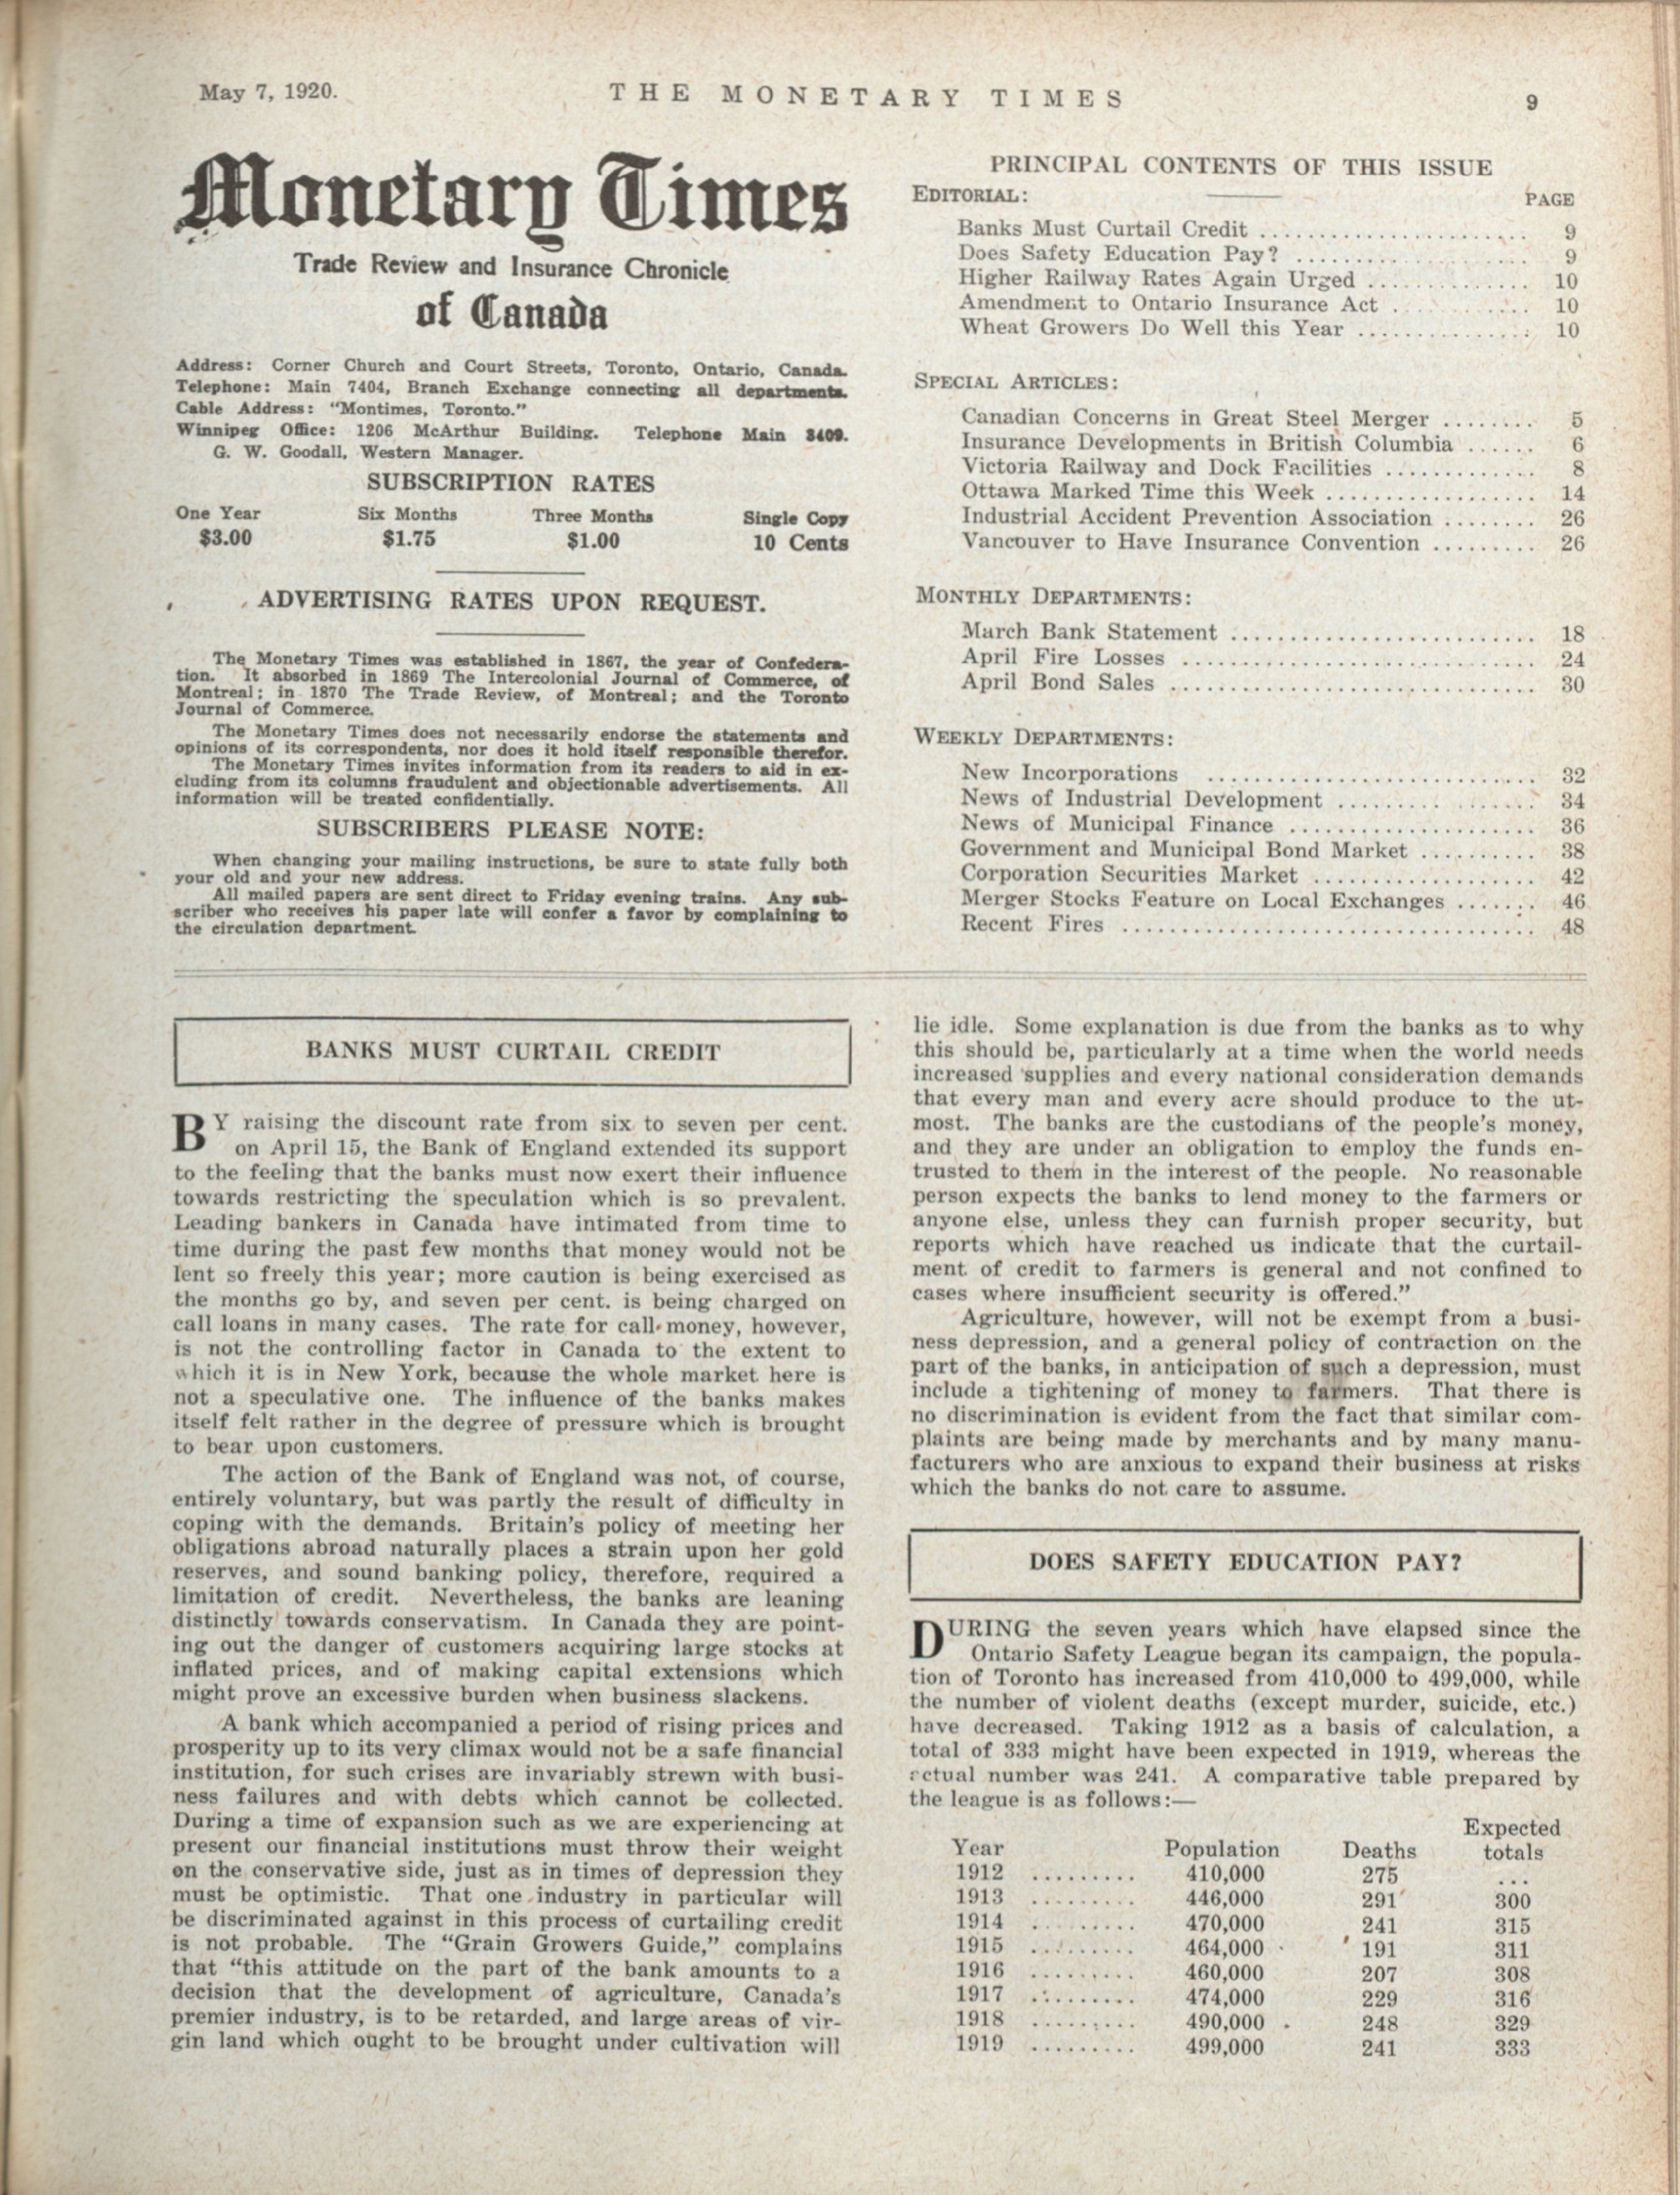 May 7, 1920.
THE MONETARY TIMES
9
Monetary Times
Trade Review and Insurance Chronicle
of Canada
Address: Corner Church and Court Streets, Toronto, Ontario, Canada.
Telephone: Main 7404, Branch Exchange connecting all departments.
Cable Address: "Montimes, Toronto."
Winnipeg Office: 1206 McArthur Building. Telephone Main 3409.
G. W. Goodall, Western Manager.
SUBSCRIPTION RATES
One Year Six Months Three Months Single Copy
$3.00 $1.75 $1.00 10 Cents
ADVERTISING RATES UPON REQUEST.
The Monetary Times was established in 1867, the year of Confedera-
tion. It absorbed in 1869 The Intercolonial Journal of Commerce, of
Montreal; in 1870 The Trade Review, of Montreal; and the Toronto
Journal of Commerce.
The Monetary Times does not necessarily endorse the statements and
opinions of its correspondents, nor does it hold itself responsible therefor.
The Monetary Times invites information from its readers to aid in ex-
cluding from its columns fraudulent and objectionable advertisements. All
information will be treated confidentially.
SUBSCRIBERS PLEASE NOTE:
When changing your mailing instructions, be sure to state fully both
your old and your new address.
All mailed papers are sent direct to Friday evening trains. Any sub-
scriber who receives his paper late will confer a favor by complaining to
the circulation department.
PRINCIPAL CONTENTS OF THIS ISSUE
EDITORIAL: PAGE
Banks Must Curtail Credit ....................... 9
Does Safety Education Pay? .................... 9
Higher Railway Rates Again Urged .............. 10
Amendment to Ontario Insurance Act ............ 10
Wheat Growers Do Well this Year ............... 10
SPECIAL ARTICLES:
Canadian Concerns in Great Steel Merger ........ 5
Insurance Developments in British Columbia ...... 6
Victoria Railway and Dock Facilities ............. 8
Ottawa Marked Time this Week .................. 14
Industrial Accident Prevention Association ........ 26
Vancouver to Have Insurance Convention ......... 26
MONTHLY DEPARTMENTS:
March Bank Statement .......................... 18
April Fire Losses .............................. 24
April Bond Sales ............................... 30
WEEKLY DEPARTMENTS:
New Incorporations ............................ 32
News of Industrial Development ................. 34
News of Municipal Finance ..................... 36
Government and Municipal Bond Market .......... 38
Corporation Securities Market ................... 42
Merger Stocks Feature on Local Exchanges ....... 46
Recent Fires ................................... 48
BANKS MUST CURTAIL CREDIT
BY raising the discount rate from six to seven per cent.
on April 15, the Bank of England extended its support
to the feeling that the banks must now exert their influence
towards restricting the speculation which is so prevalent.
Leading bankers in Canada have intimated from time to
time during the past few months that money would not be
lent so freely this year; more caution is being exercised as
the months go by, and seven per cent. is being charged on
call loans in many cases. The rate for call money, however,
is not the controlling factor in Canada to the extent to
which it is in New York, because the whole market here is
not a speculative one. The influence of the banks makes
itself felt rather in the degree of pressure which is brought
to bear upon customers.
The action of the Bank of England was not, of course,
entirely voluntary, but was partly the result of difficulty in
coping with the demands. Britain's policy of meeting her
obligations abroad naturally places a strain upon her gold
reserves, and sound banking policy, therefore, required a
limitation of credit. Nevertheless, the banks are leaning
distinctly towards conservatism. In Canada they are point-
ing out the danger of customers acquiring large stocks at
inflated prices, and of making capital extensions which
might prove an excessive burden when business slackens.
A bank which accompanied a period of rising prices and
prosperity up to its very climax would not be a safe financial
institution, for such crises are invariably strewn with busi-
ness failures and with debts which cannot be collected.
During a time of expansion such as we are experiencing at
present our financial institutions must throw their weight
on the conservative side, just as in times of depression they
must be optimistic. That one industry in particular will
be discriminated against in this process of curtailing credit
is not probable. The "Grain Growers Guide," complains
that "this attitude on the part of the bank amounts to a
decision that the development of agriculture, Canada's
premier industry, is to be retarded, and large areas of vir-
gin land which ought to be brought under cultivation will
lie idle. Some explanation is due from the banks as to why
this should be, particularly at a time when the world needs
increased supplies and every national consideration demands
that every man and every acre should produce to the ut-
most. The banks are the custodians of the people's money,
and they are under an obligation to employ the funds en-
trusted to them in the interest of the people. No reasonable
person expects the banks to lend money to the farmers or
anyone else, unless they can furnish proper security, but
reports which have reached us indicate that the curtail-
ment of credit to farmers is general and not confined to
cases where insufficient security is offered."
Agriculture, however, will not be exempt from a busi-
ness depression, and a general policy of contraction on the
part of the banks, in anticipation of such a depression, must
include a tightening of money to farmers. That there is
no discrimination is evident from the fact that similar com-
plaints are being made by merchants and by many manu-
facturers who are anxious to expand their business at risks
which the banks do not care to assume.
DOES SAFETY EDUCATION PAY?
DURING the seven years which have elapsed since the
Ontario Safety League began its campaign, the popula-
tion of Toronto has increased from 410,000 to 499,000, while
the number of violent deaths (except murder, suicide, etc.)
have decreased. Taking 1912 as a basis of calculation, a
total of 333 might have been expected in 1919, whereas the
actual number was 241. A comparative table prepared by
the league is as follows:—
Expected
Year Population Deaths totals
1912 ......... 410,000 275 ...
1913 ......... 446,000 291 300
1914 ......... 470,000 241 315
1915 ......... 464,000 191 311
1916 ......... 460,000 207 308
1917 ......... 474,000 229 316
1918 ......... 490,000 248 329
1919 ......... 499,000 241 333